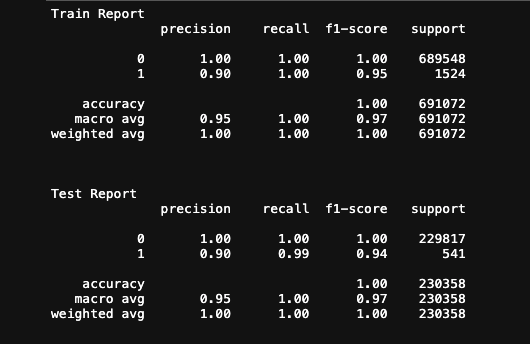 Train Report
precision recall f1-score support
0 1.00 1.00 1.00 689548
1 0.90 1.00 0.95 1524
accuracy 1.00 691072
macro avg 0.95 1.00 0.97 691072
weighted avg 1.00 1.00 1.00 691072
Test Report
precision recall f1-score support
0 1.00 1.00 1.00 229817
1 0.90 0.99 0.94 541
accuracy 1.00 230358
macro avg 0.95 1.00 0.97 230358
weighted avg 1.00 1.00 1.00 230358